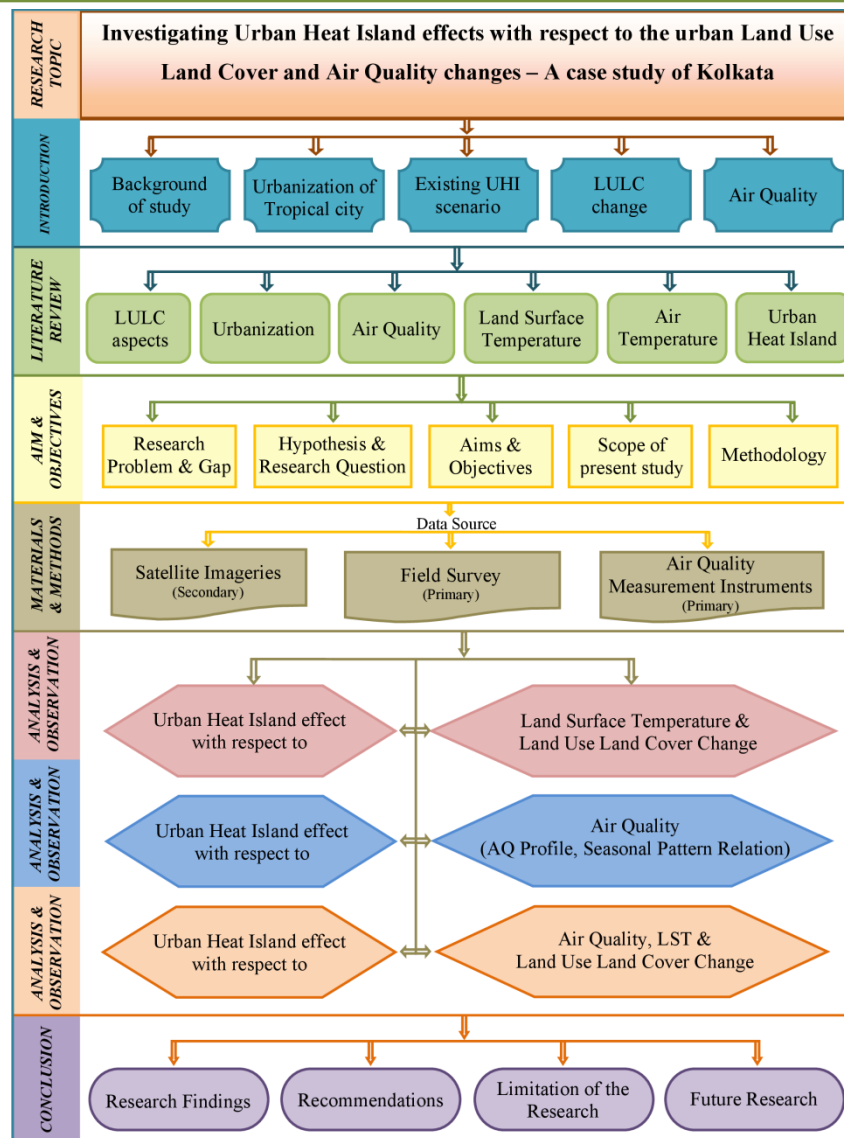 RESEARCH
TOPIC
Investigating Urban Heat Island effects with respect to the urban Land Use
Land Cover and Air Quality changes – A case study of Kolkata
INTRODUCTION
Background
of study
Urbanization of
Tropical city
Existing UHI
scenario
LULC
change
Air Quality
LITERATURE
REVIEW
LULC
aspects
Urbanization
Air Quality
Land Surface
Temperature
Air
Temperature
Urban
Heat Island
AIM &
OBJECTIVES
Research
Problem & Gap
Hypothesis &
Research Question
Aims &
Objectives
Scope of
present study
Methodology
MATERIALS
& METHODS
Data Source
Satellite Imageries
(Secondary)
Field Survey
(Primary)
Air Quality
Measurement Instruments
(Primary)
ANALYSIS &
OBSERVATION
Urban Heat Island effect
with respect to
Land Surface Temperature &
Land Use Land Cover Change
ANALYSIS &
OBSERVATION
Urban Heat Island effect
with respect to
Air Quality
(AQ Profile, Seasonal Pattern Relation)
ANALYSIS &
OBSERVATION
Urban Heat Island effect
with respect to
Air Quality, LST &
Land Use Land Cover Change
CONCLUSION
Research Findings
Recommendations
Limitation of the
Research
Future Research